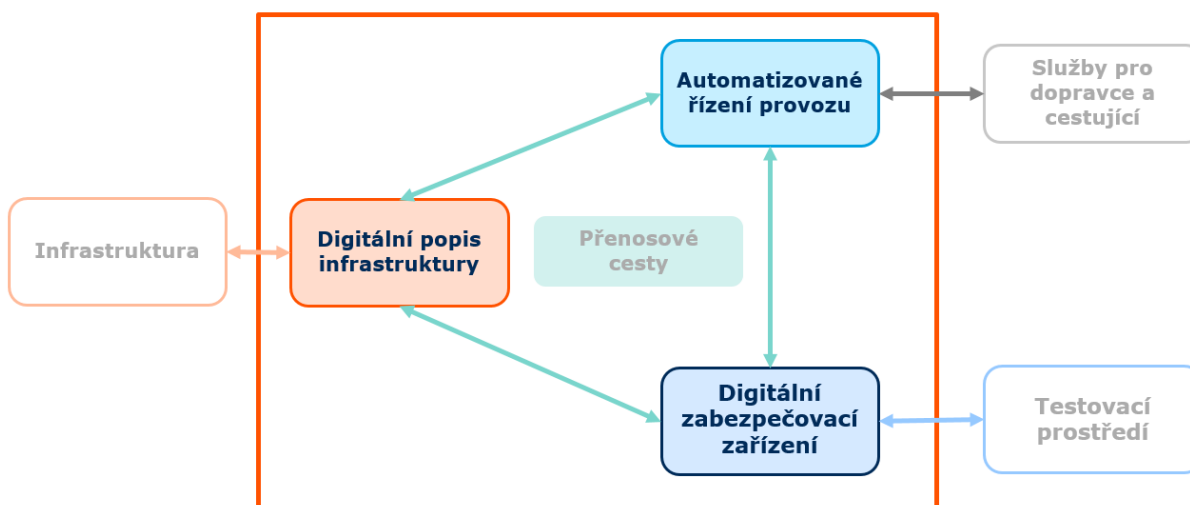 Automatizované
řízení provozu
Služby pro
dopravce a
cestující
Infrastruktura
Digitální popis
infrastruktury
Přenosové
cesty
Digitální
zabezpečovací
zařízení
Testovací
prostředí